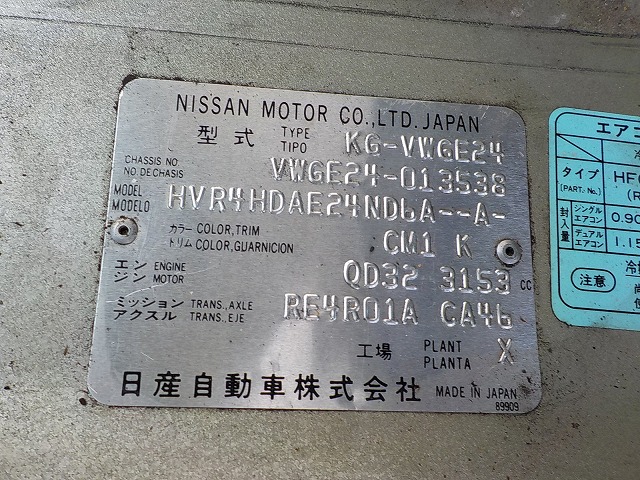 NISSAN MOTOR CO.,LTD. JAPAN
型式 TYPE TIPO KG-VWGE24
CHASSIS NO. NO. DE CHASIS VWGE24-013538
MODEL MODELO HVR4HDAE24ND6A--A-
カラー COLOR,TRIM
トリム COLOR,GUARNICION CM1 K
エンジン ENGINE MOTOR QD32 3153 cc
ミッション TRANS.,AXLE
アクスル TRANS.,EJE RE4R01A CA46
工場 PLANT PLANTA X
日産自動車株式会社 MADE IN JAPAN
89909
エアコ
タイプ
(PART. No.)
HF
(R
封入量
シングルエアコン 0.90
デュアルエアコン 1.15
注意